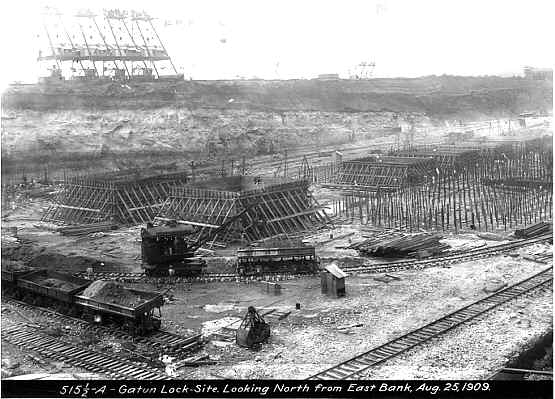 515½-A - Gatun Lock-Site. Looking North from East Bank, Aug. 25, 1909.